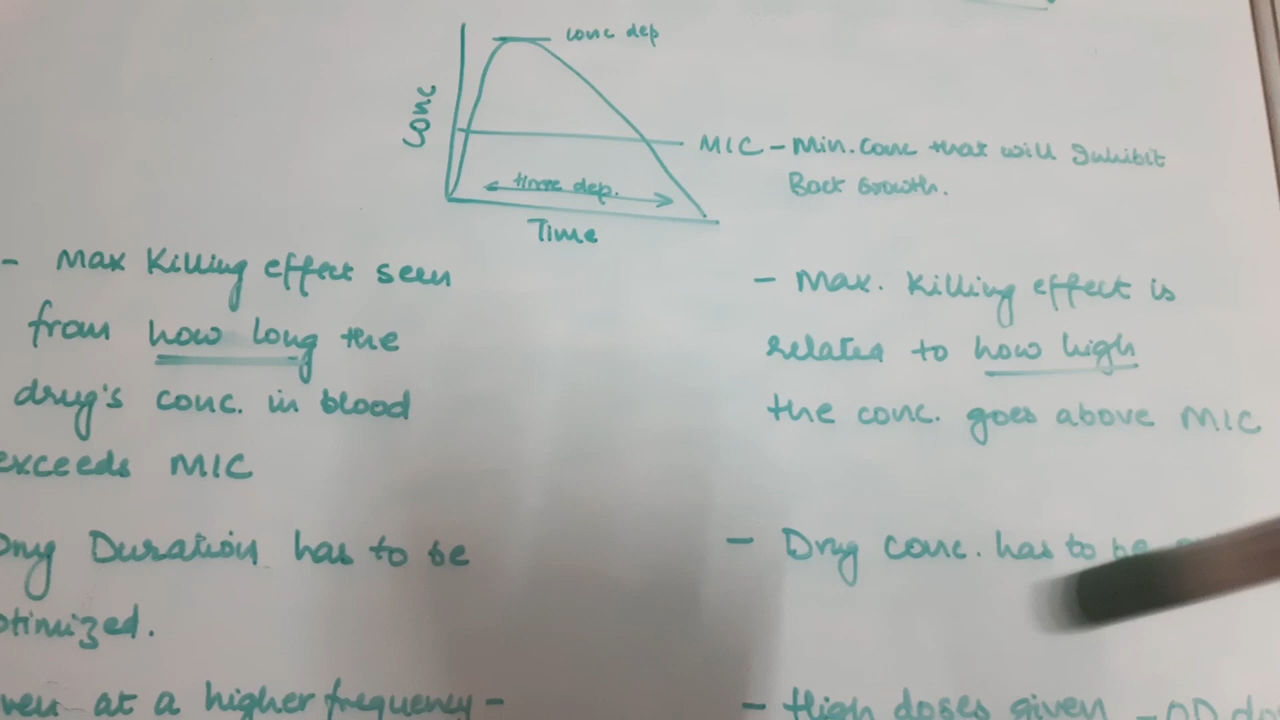 conc dep
Conc
MIC - Min. Conc that will Inhibit
Bact Growth.
time dep.
Time
- Max Killing effect seen
from how long the
drug's conc. in blood
exceeds MIC
Drug Duration has to be
at a higher frequency -
- Max. Killing effect is
related to how high
the conc. goes above MIC
- Drug conc. has to be
- High doses given - OD